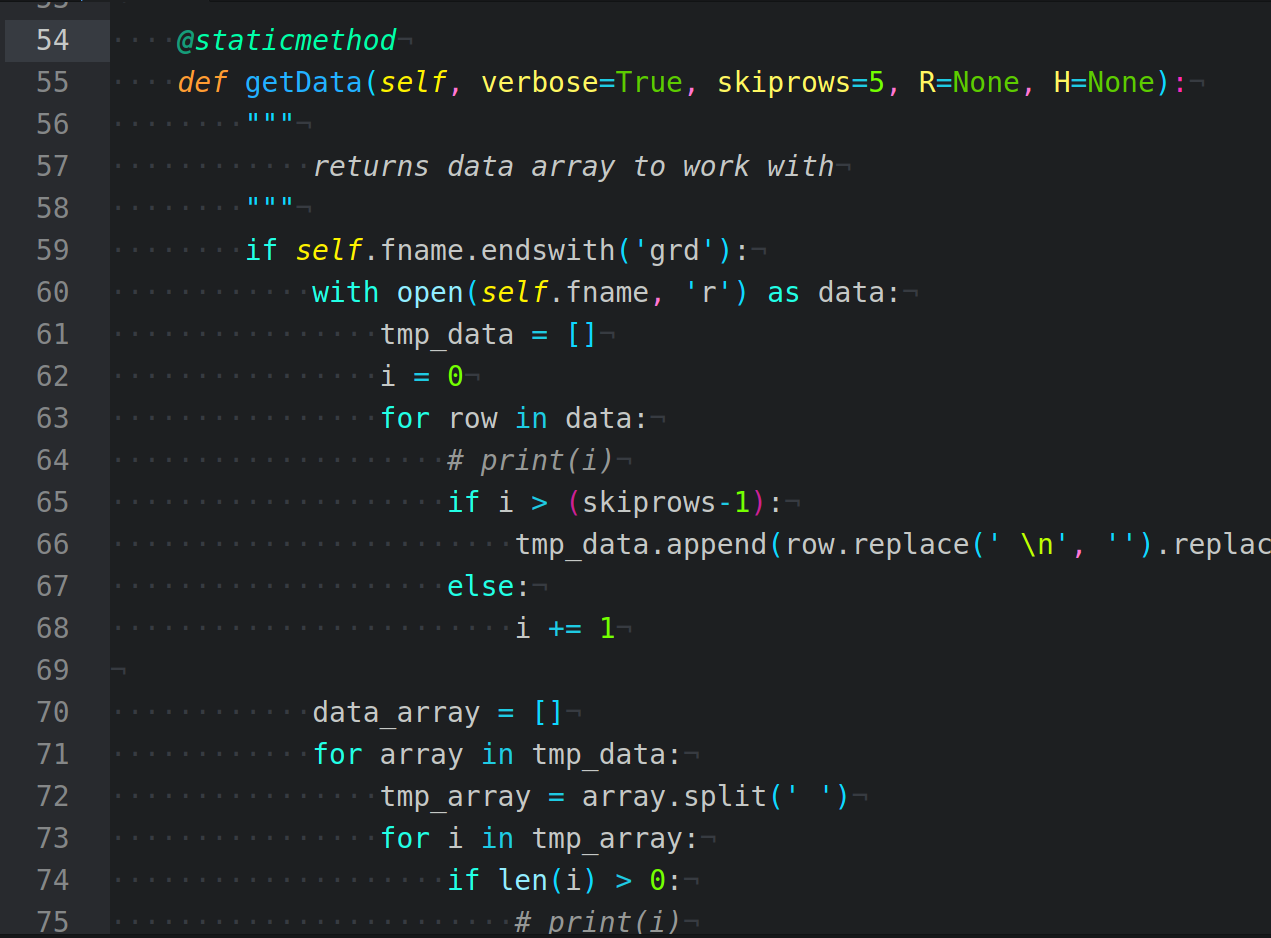 54 @staticmethod¬
55 def getData(self, verbose=True, skiprows=5, R=None, H=None):¬
56 """¬
57 returns data array to work with¬
58 """¬
59 if self.fname.endswith('grd'):¬
60 with open(self.fname, 'r') as data:¬
61 tmp_data = []¬
62 i = 0¬
63 for row in data:¬
64 # print(i)¬
65 if i > (skiprows-1):¬
66 tmp_data.append(row.replace(' \n', '').replac
67 else:¬
68 i += 1¬
69 ¬
70 data_array = []¬
71 for array in tmp_data:¬
72 tmp_array = array.split(' ')¬
73 for i in tmp_array:¬
74 if len(i) > 0:¬
75 # print(i)¬